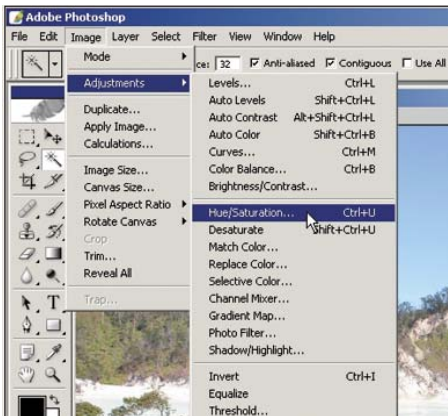 Adobe Photoshop
File Edit Image Layer Select Filter View Window Help
ce: 32 Anti-aliased Contiguous Use All
Mode
Adjustments
Duplicate...
Apply Image...
Calculations...
Image Size...
Canvas Size...
Pixel Aspect Ratio
Rotate Canvas
Crop
Trim...
Reveal All
Trap...
Levels... Ctrl+L
Auto Levels Shift+Ctrl+L
Auto Contrast Alt+Shift+Ctrl+L
Auto Color Shift+Ctrl+B
Curves... Ctrl+M
Color Balance... Ctrl+B
Brightness/Contrast...
Hue/Saturation... Ctrl+U
Desaturate Shift+Ctrl+U
Match Color...
Replace Color...
Selective Color...
Channel Mixer...
Gradient Map...
Photo Filter...
Shadow/Highlight...
Invert Ctrl+I
Equalize
Threshold...
T